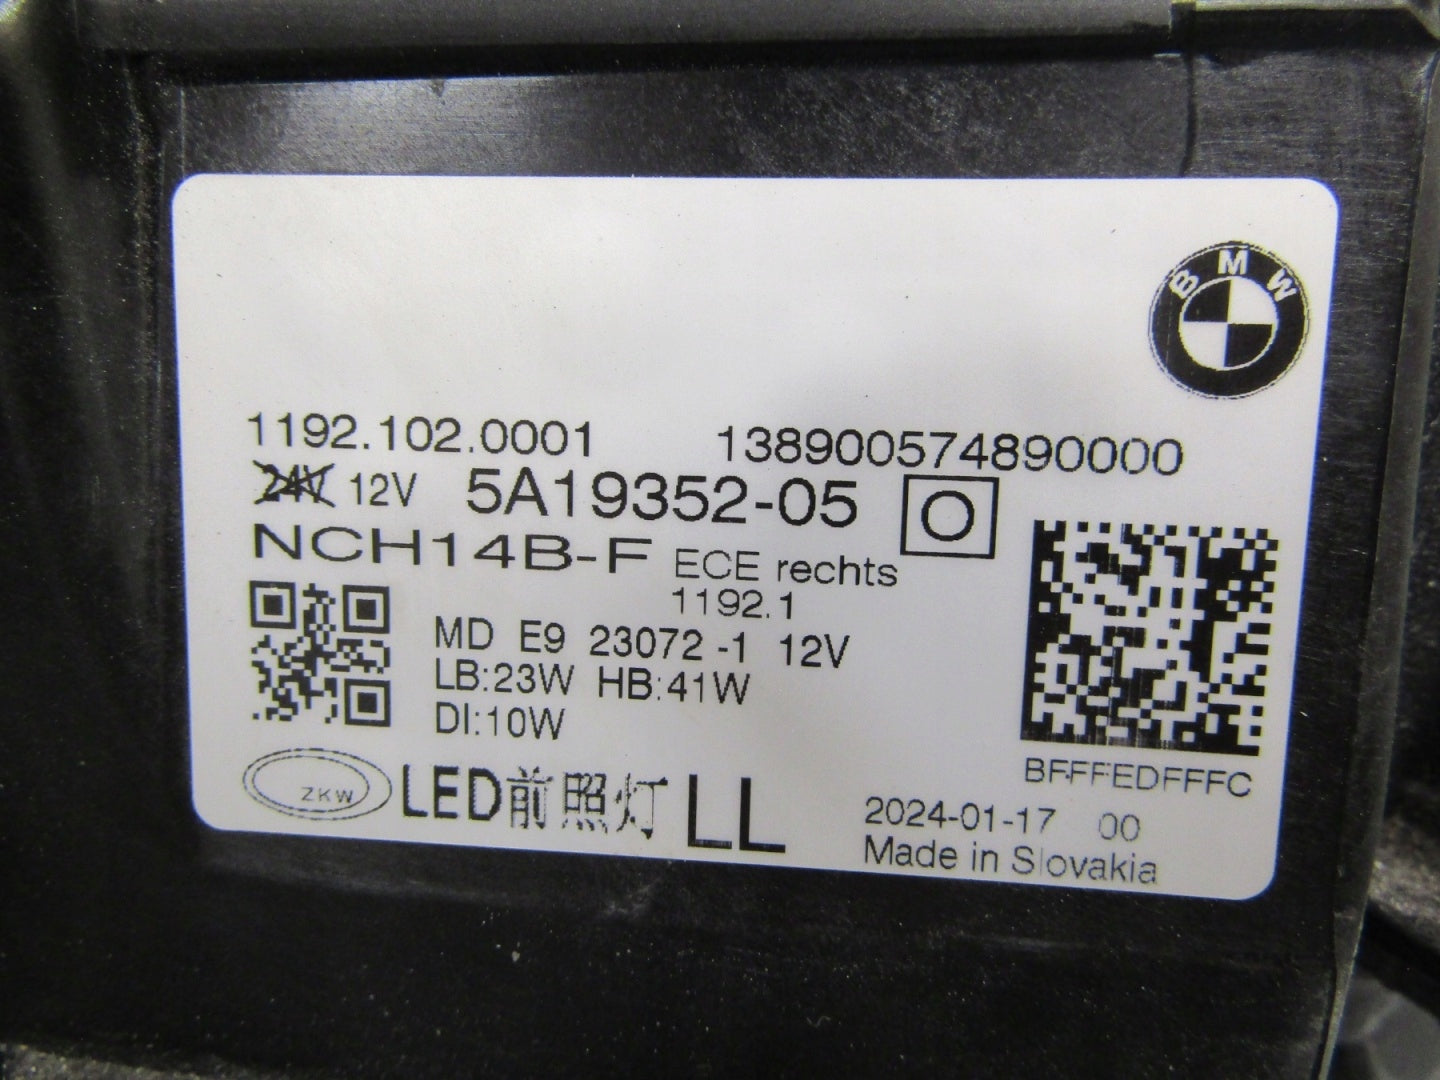 BMW
1192.102.0001 138900574890000
24V 12V 5A19352-05 O
NCH14B-F ECE rechts
1192.1
MD E9 23072-1 12V
LB:23W HB:41W
DI:10W
BFFFEDFFFC
ZKW LED前照灯 LL
2024-01-17 00
Made in Slovakia